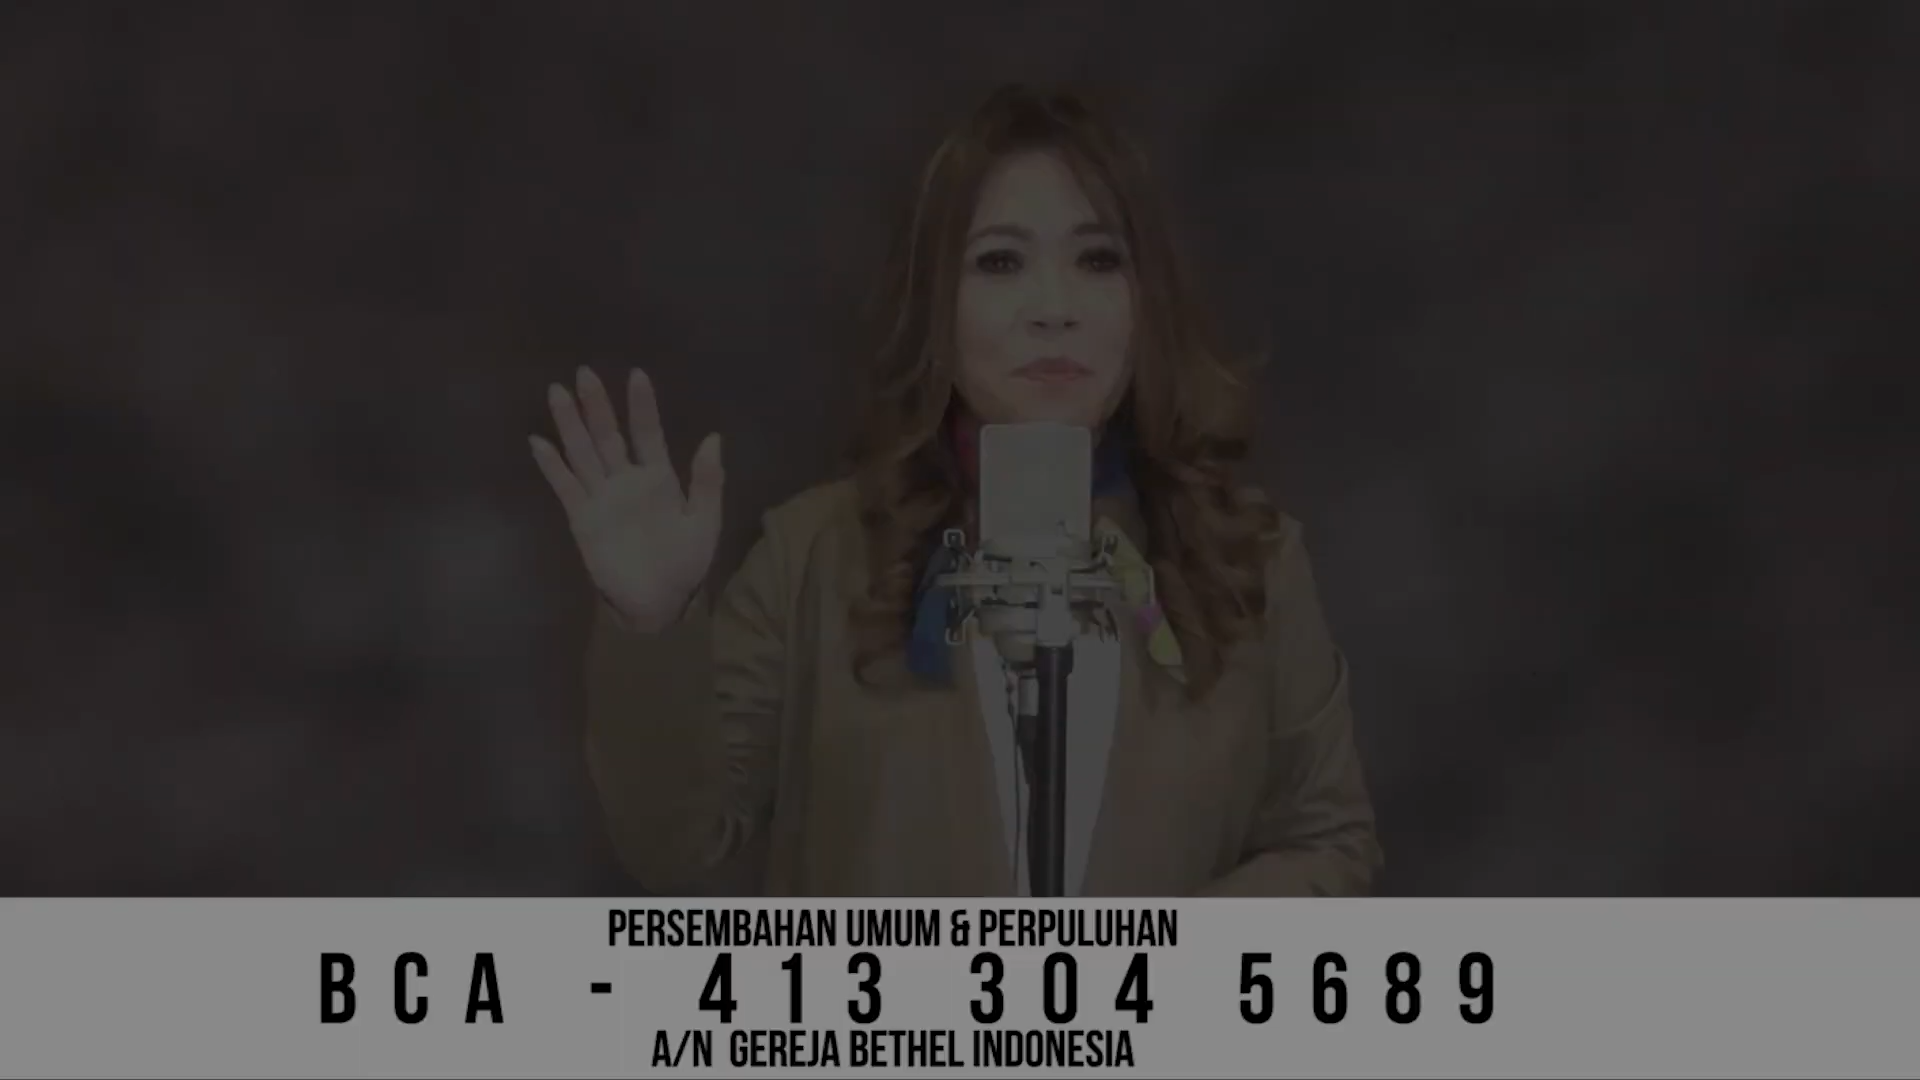 PERSEMBAHAN UMUM & PERPULUHAN
BCA - 413 304 5689
A/N GEREJA BETHEL INDONESIA